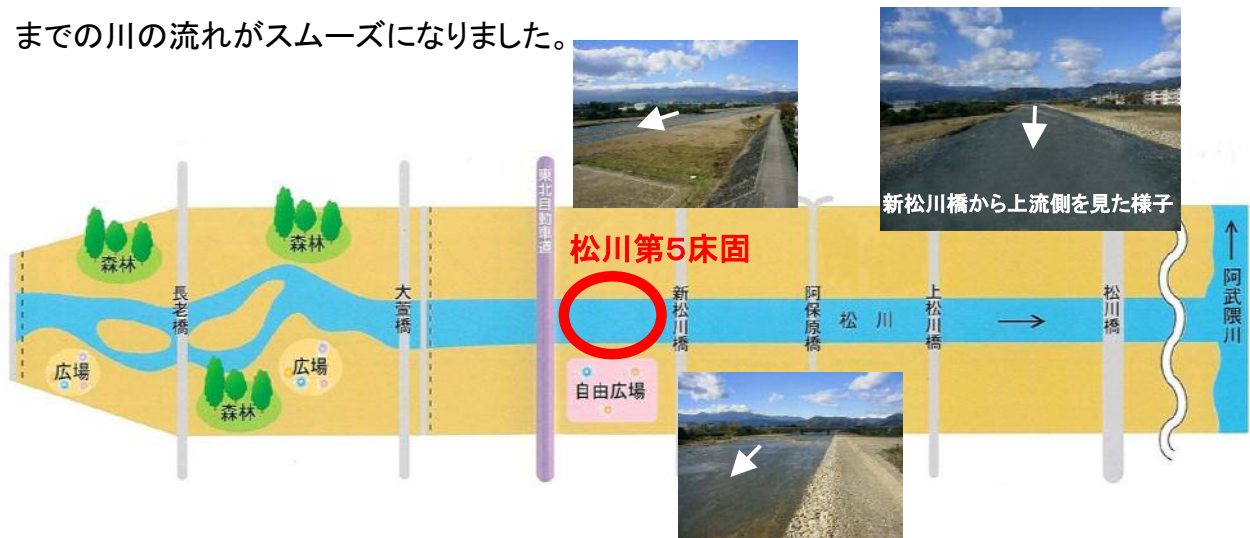 までの川の流れがスムーズになりました。
新松川橋から上流側を見た様子
東北自動車道
松川第5床固
森林
森林
長老橋
大萱橋
新松川橋
阿保原橋
松川
上松川橋
松川橋
阿武隈川
広場
広場
自由広場
森林